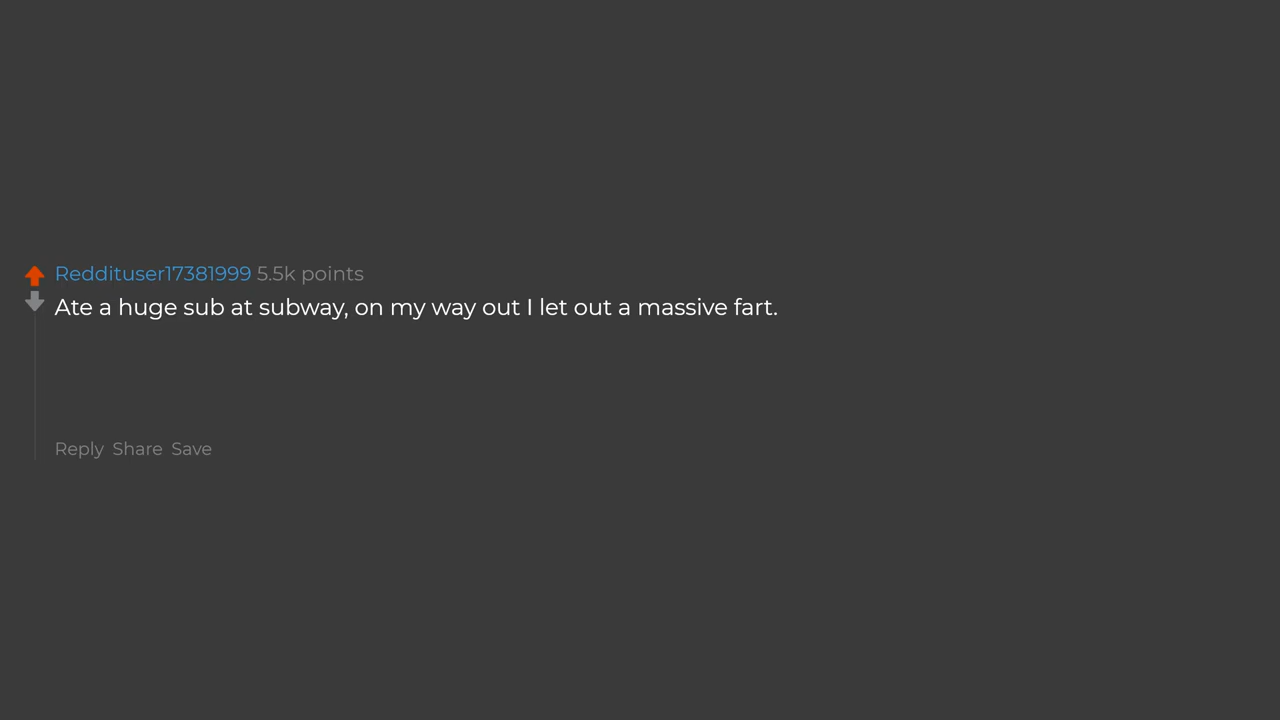 Reddituser17381999 5.5k points
Ate a huge sub at subway, on my way out I let out a massive fart.
Reply Share Save